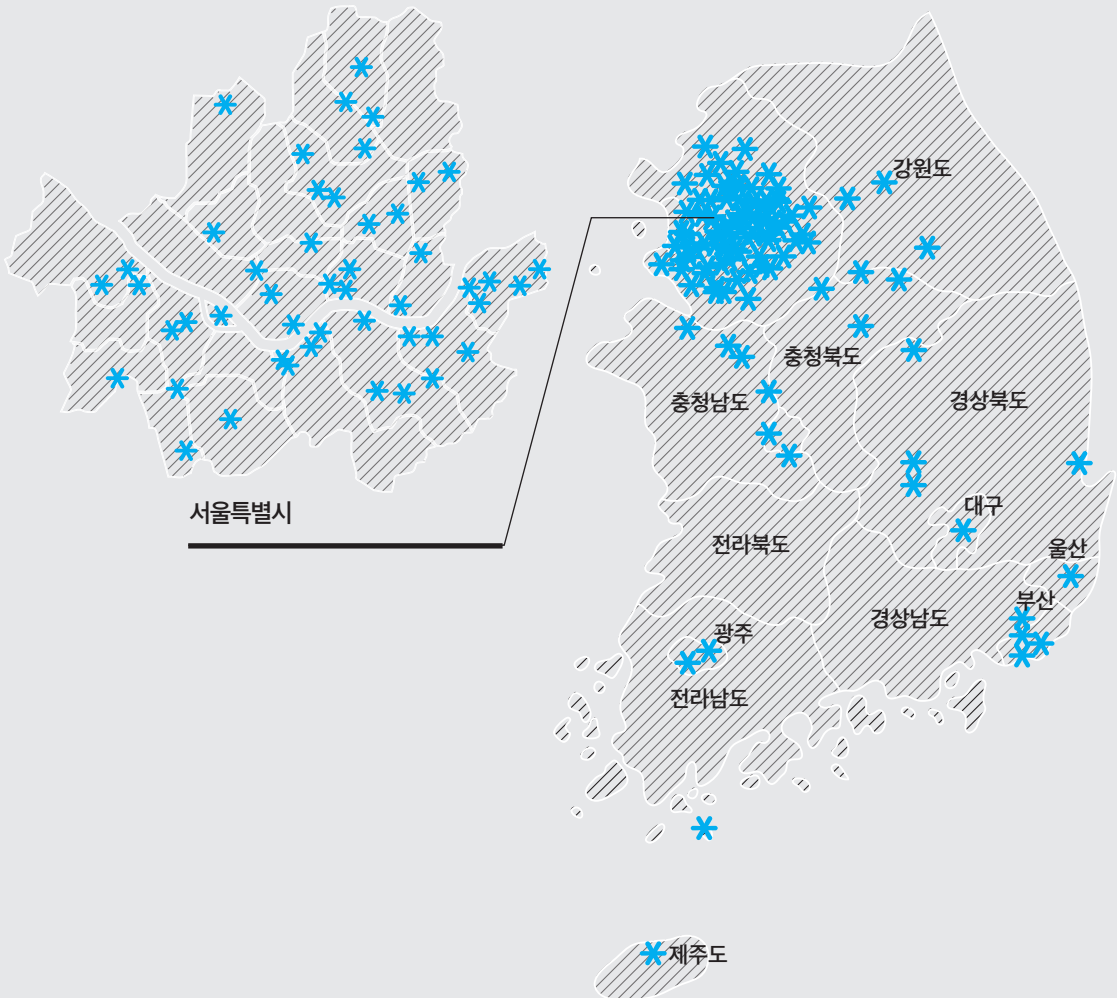 강원도
충청북도
충청남도
경상북도
서울특별시
대구
전라북도
울산
부산
경상남도
광주
전라남도
제주도